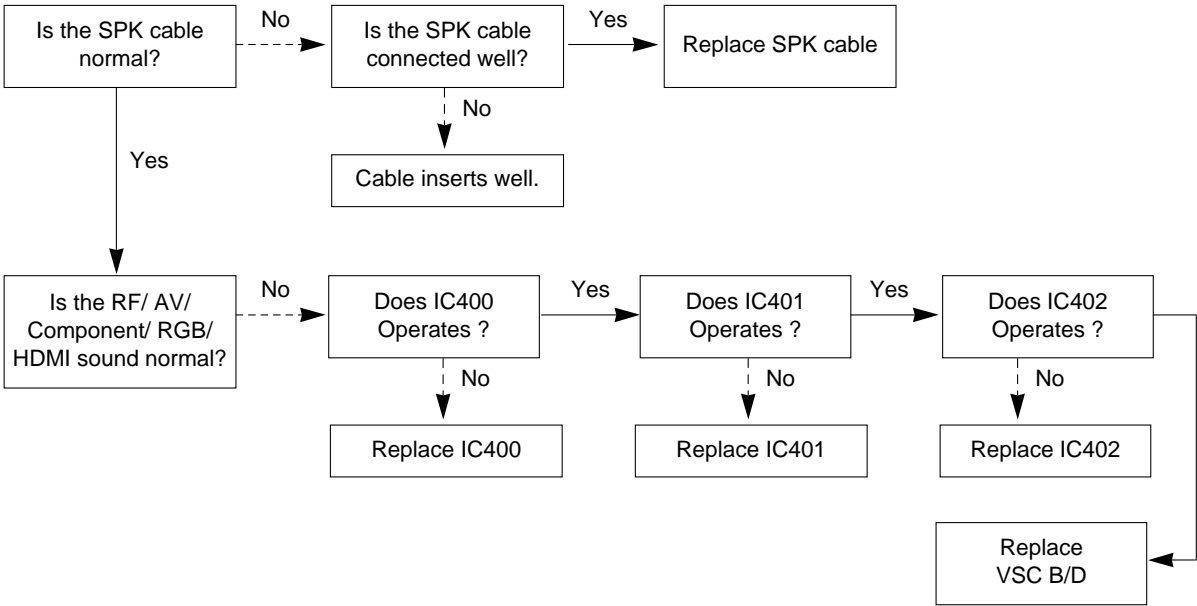 Is the SPK cable
normal?
No
Is the SPK cable
connected well?
Yes
Replace SPK cable
No
Cable inserts well.
Yes
Is the RF/ AV/
Component/ RGB/
HDMI sound normal?
No
Does IC400
Operates ?
Yes
Does IC401
Operates ?
Yes
Does IC402
Operates ?
No
Replace IC400
No
Replace IC401
No
Replace IC402
Replace
VSC B/D